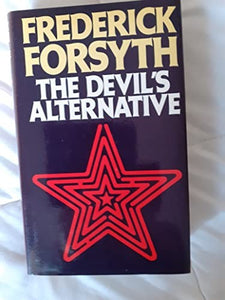 FREDERICK
FORSYTH
THE DEVIL'S
ALTERNATIVE